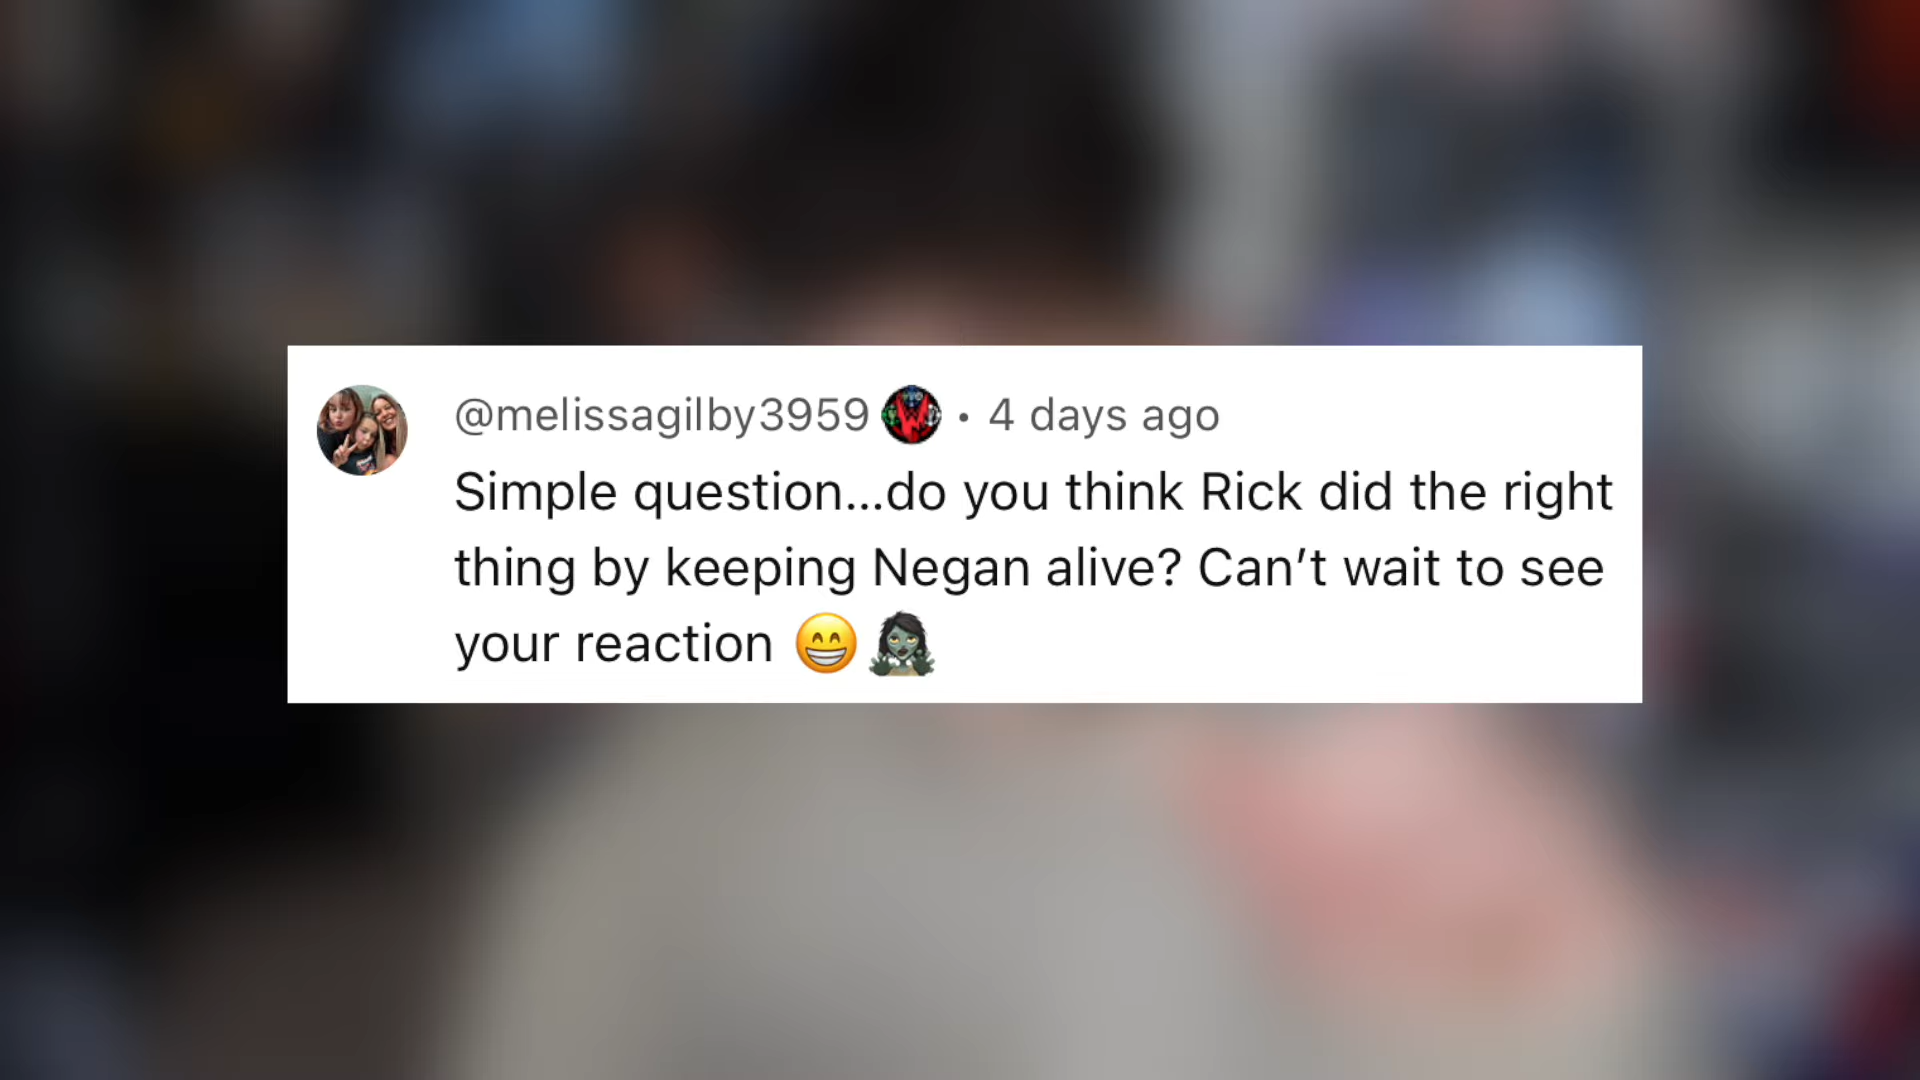 @melissagilby3959 • 4 days ago
Simple question...do you think Rick did the right
thing by keeping Negan alive? Can’t wait to see
your reaction 😁🧟‍♀️